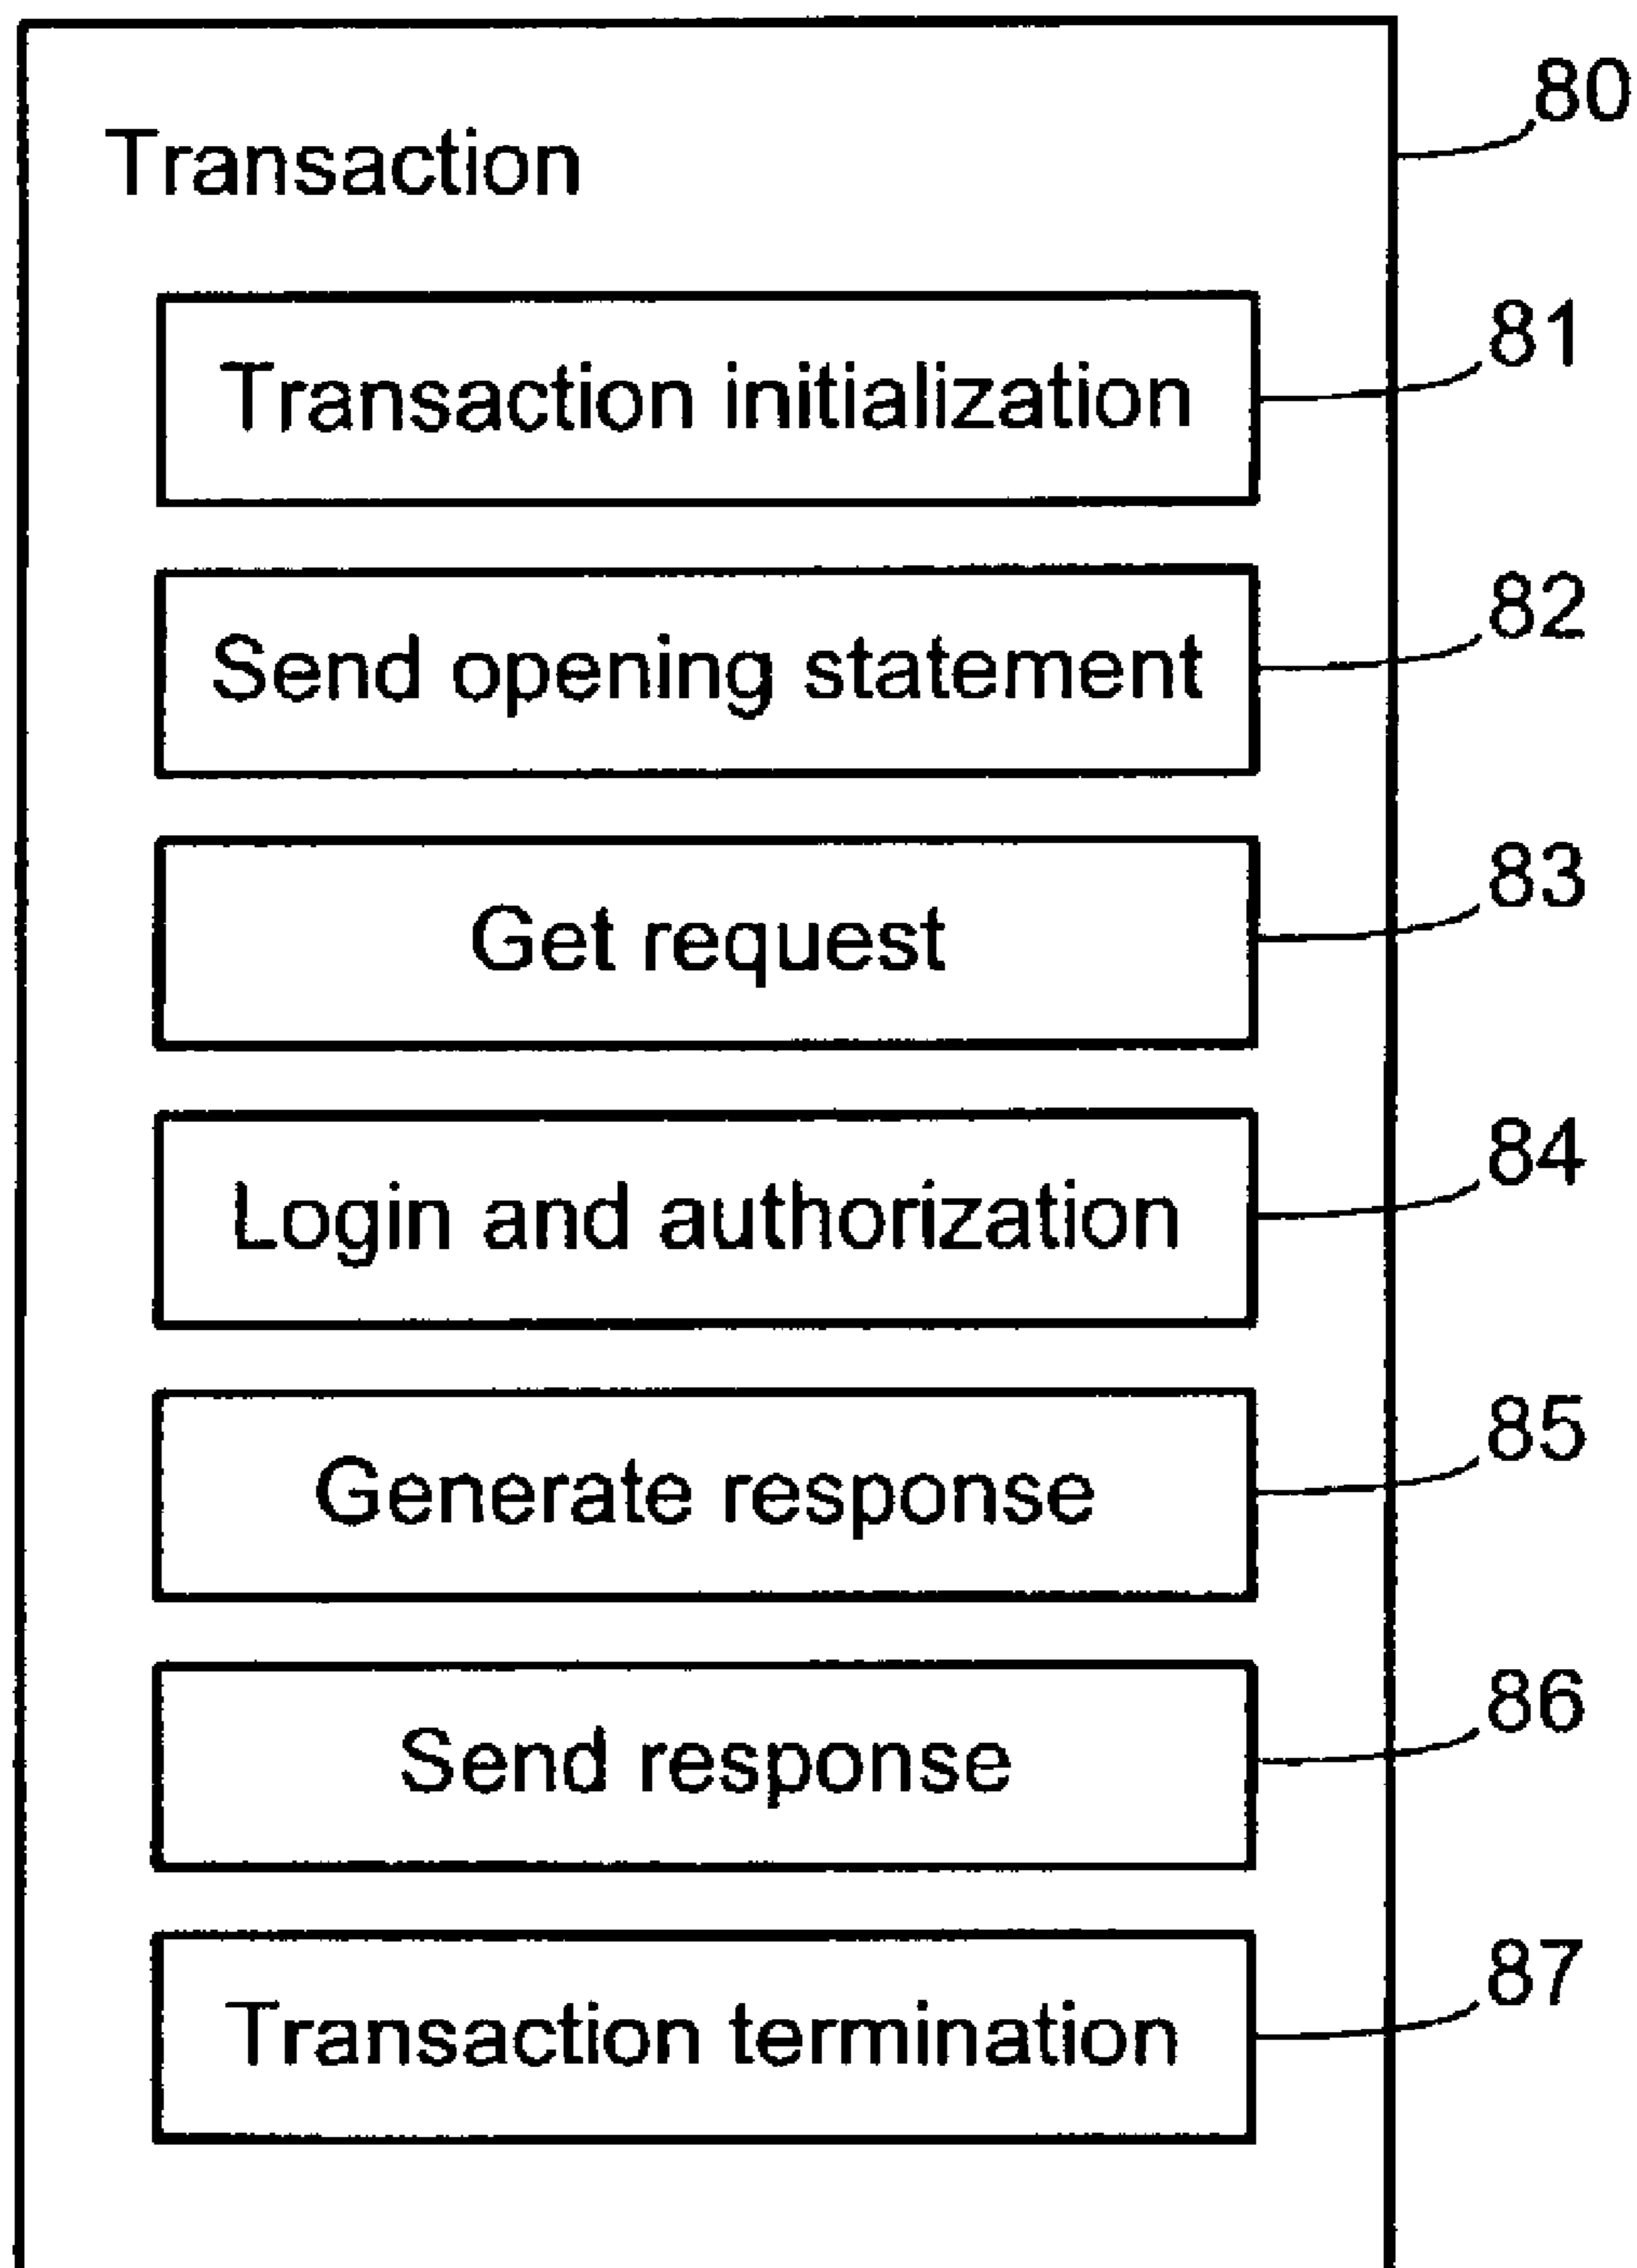 80
Transaction
81
Transaction initialization
82
Send opening statement
83
Get request
84
Login and authorization
85
Generate response
86
Send response
87
Transaction termination